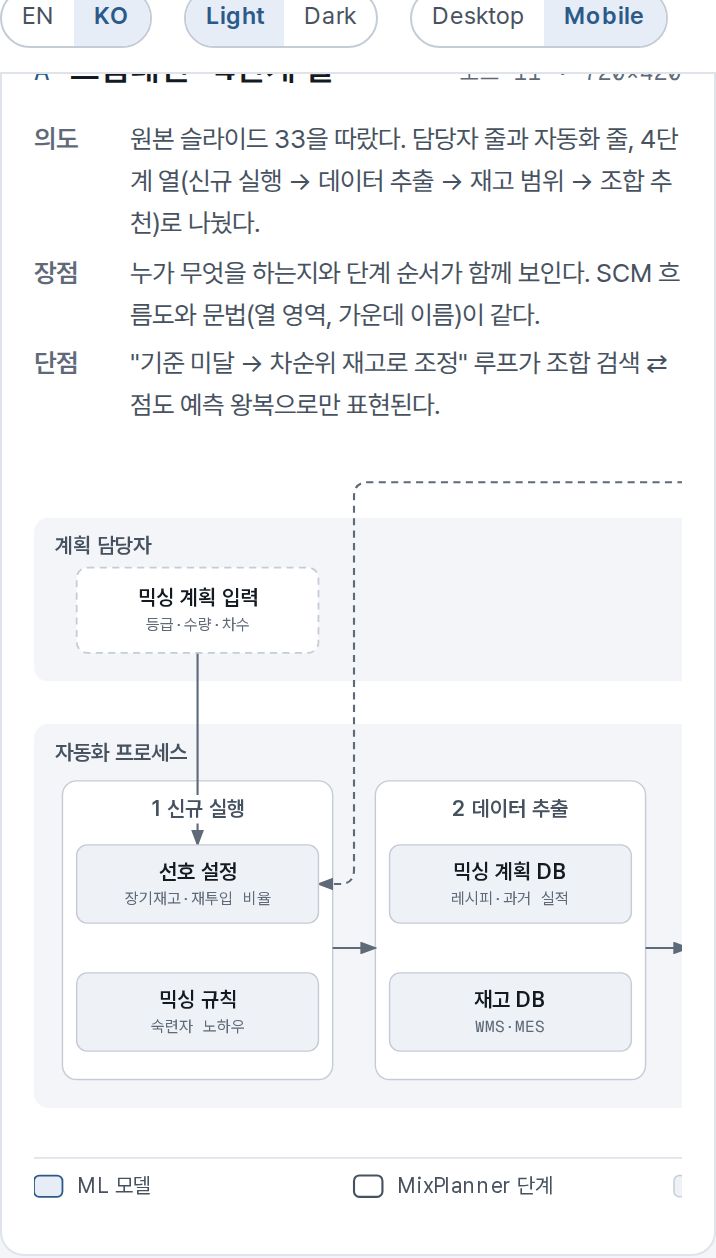 EN KO Light Dark Desktop Mobile
의도 원본 슬라이드 33을 따랐다. 담당자 줄과 자동화 줄, 4단
계 열(신규 실행 → 데이터 추출 → 재고 범위 → 조합 추
천)로 나눴다.
장점 누가 무엇을 하는지와 단계 순서가 함께 보인다. SCM 흐
름도와 문법(열 영역, 가운데 이름)이 같다.
단점 "기준 미달 → 차순위 재고로 조정" 루프가 조합 검색 ⇄
점도 예측 왕복으로만 표현된다.
계획 담당자
믹싱 계획 입력
등급·수량·차수
자동화 프로세스
1 신규 실행
선호 설정
장기재고·재투입 비율
믹싱 규칙
숙련자 노하우
2 데이터 추출
믹싱 계획 DB
레시피·과거 실적
재고 DB
WMS·MES
ML 모델
MixPlanner 단계